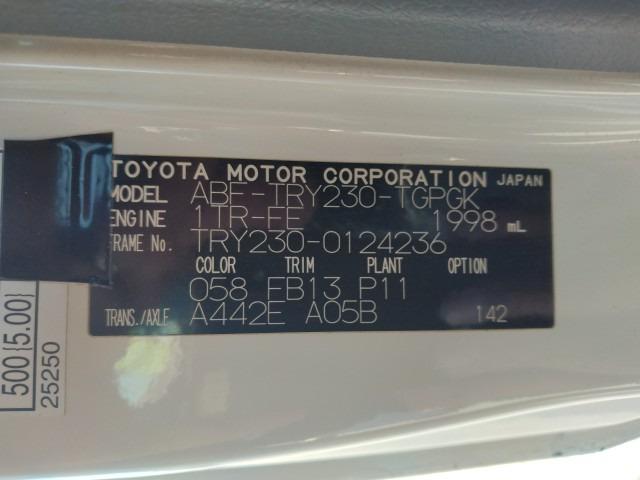 TOYOTA MOTOR CORPORATION JAPAN
MODEL ABF-TRY230-TGPGK
ENGINE 1TR-FE 1998 mL
FRAME No. TRY230-0124236
COLOR TRIM PLANT OPTION
058 FB13 P11
TRANS./AXLE A442E A05B 142
500{5.00}
25250